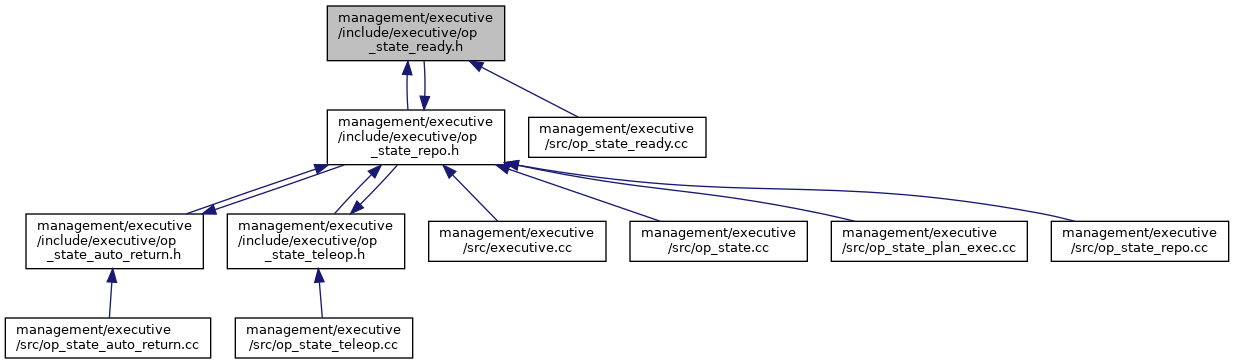 management/executive
/include/executive/op
_state_ready.h
management/executive
/include/executive/op
_state_repo.h
management/executive
/src/op_state_ready.cc
management/executive
/include/executive/op
_state_auto_return.h
management/executive
/include/executive/op
_state_teleop.h
management/executive
/src/executive.cc
management/executive
/src/op_state.cc
management/executive
/src/op_state_plan_exec.cc
management/executive
/src/op_state_repo.cc
management/executive
/src/op_state_auto_return.cc
management/executive
/src/op_state_teleop.cc